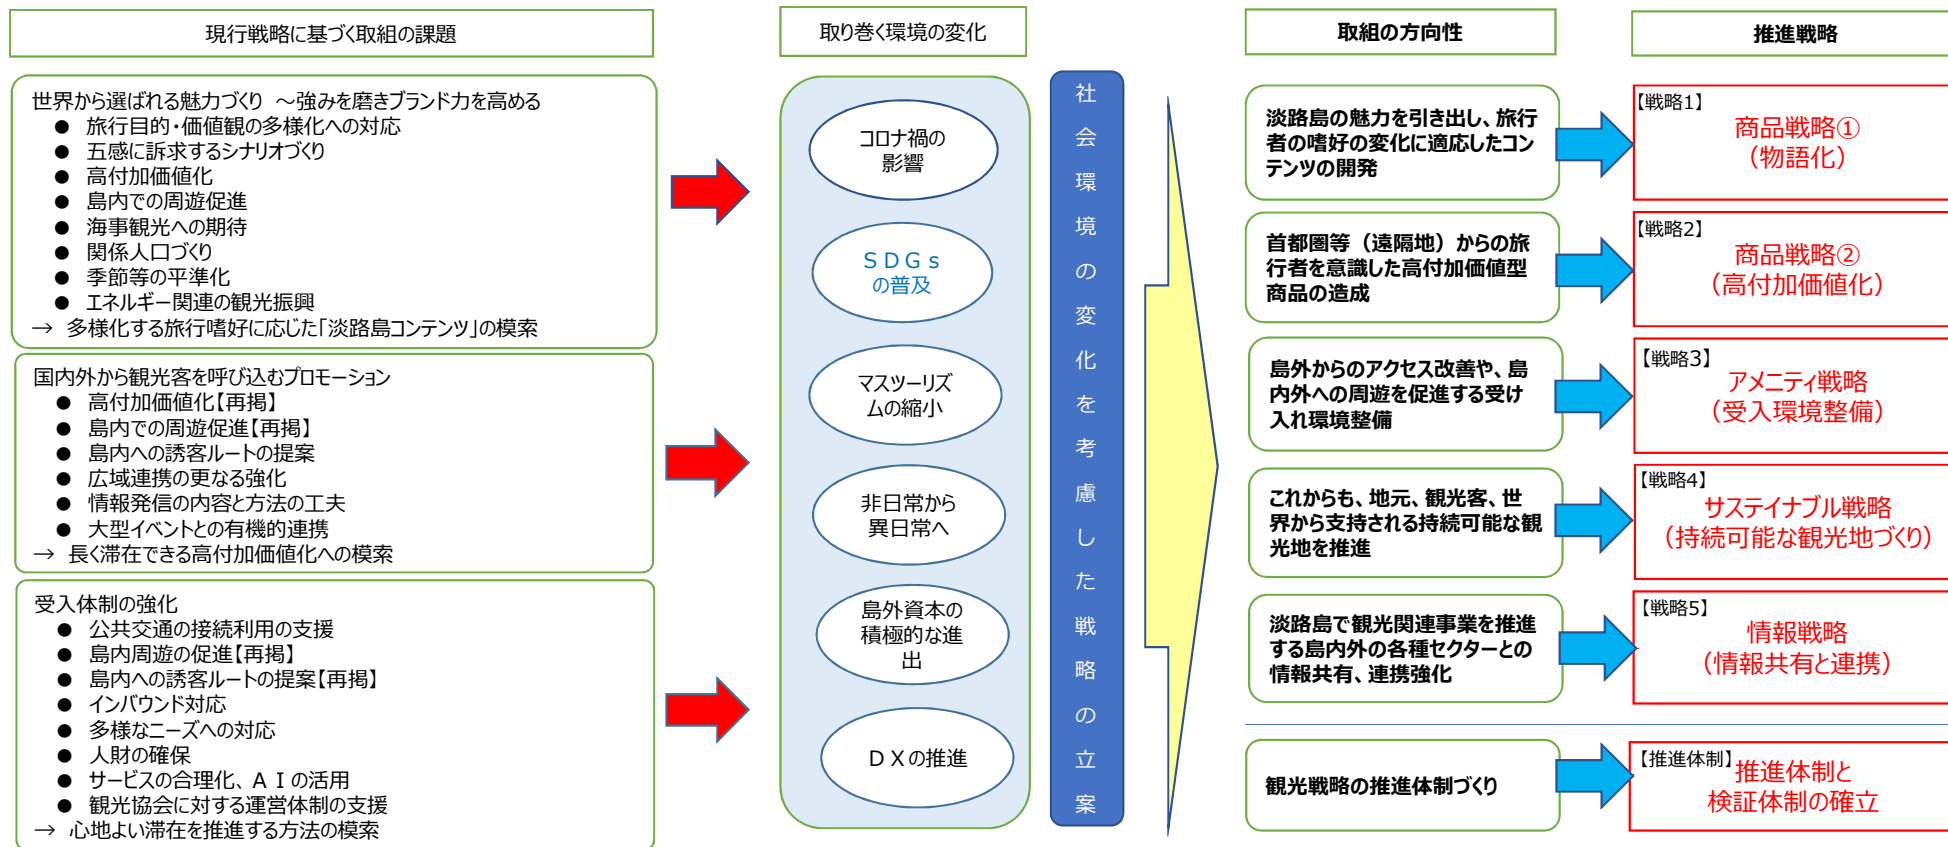 現行戦略に基づく取組の課題
世界から選ばれる魅力づくり ～強みを磨きブランド力を高める
● 旅行目的・価値観の多様化への対応
● 五感に訴求するシナリオづくり
● 高付加価値化
● 島内での周遊促進
● 海事観光への期待
● 関係人口づくり
● 季節等の平準化
● エネルギー関連の観光振興
→ 多様化する旅行嗜好に応じた「淡路島コンテンツ」の模索
国内外から観光客を呼び込むプロモーション
● 高付加価値化【再掲】
● 島内での周遊促進【再掲】
● 島内への誘客ルートの提案
● 広域連携の更なる強化
● 情報発信の内容と方法の工夫
● 大型イベントとの有機的連携
→ 長く滞在できる高付加価値化への模索
受入体制の強化
● 公共交通の接続利用の支援
● 島内周遊の促進【再掲】
● 島内への誘客ルートの提案【再掲】
● インバウンド対応
● 多様なニーズへの対応
● 人財の確保
● サービスの合理化、ＡＩの活用
● 観光協会に対する運営体制の支援
→ 心地よい滞在を推進する方法の模索
取り巻く環境の変化
コロナ禍の
影響
ＳＤＧｓ
の普及
マスツーリズ
ムの縮小
非日常から
異日常へ
島外資本の
積極的な進
出
ＤＸの推進
社会環境の変化を考慮した戦略の立案
取組の方向性
淡路島の魅力を引き出し、旅行
者の嗜好の変化に適応したコン
テンツの開発
首都圏等（遠隔地）からの旅
行者を意識した高付加価値型
商品の造成
島外からのアクセス改善や、島
内外への周遊を促進する受け
入れ環境整備
これからも、地元、観光客、世
界から支持される持続可能な観
光地を推進
淡路島で観光関連事業を推進
する島内外の各種セクターとの
情報共有、連携強化
観光戦略の推進体制づくり
推進戦略
【戦略1】
商品戦略①
（物語化）
【戦略2】
商品戦略②
（高付加価値化）
【戦略3】
アメニティ戦略
（受入環境整備）
【戦略4】
サステイナブル戦略
（持続可能な観光地づくり）
【戦略5】
情報戦略
（情報共有と連携）
【推進体制】
推進体制と
検証体制の確立